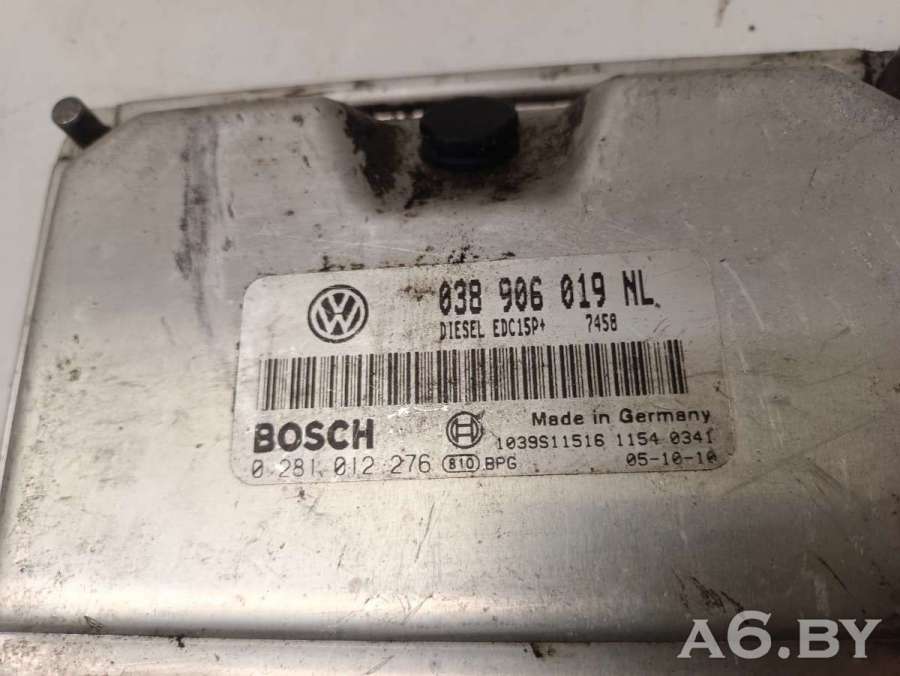 038 906 019 NL
DIESEL EDC15P+ 7458
BOSCH
Made in Germany
1039S11516 1154 0341
0 281 012 276 810 .BPG 05-10-10
A6.BY